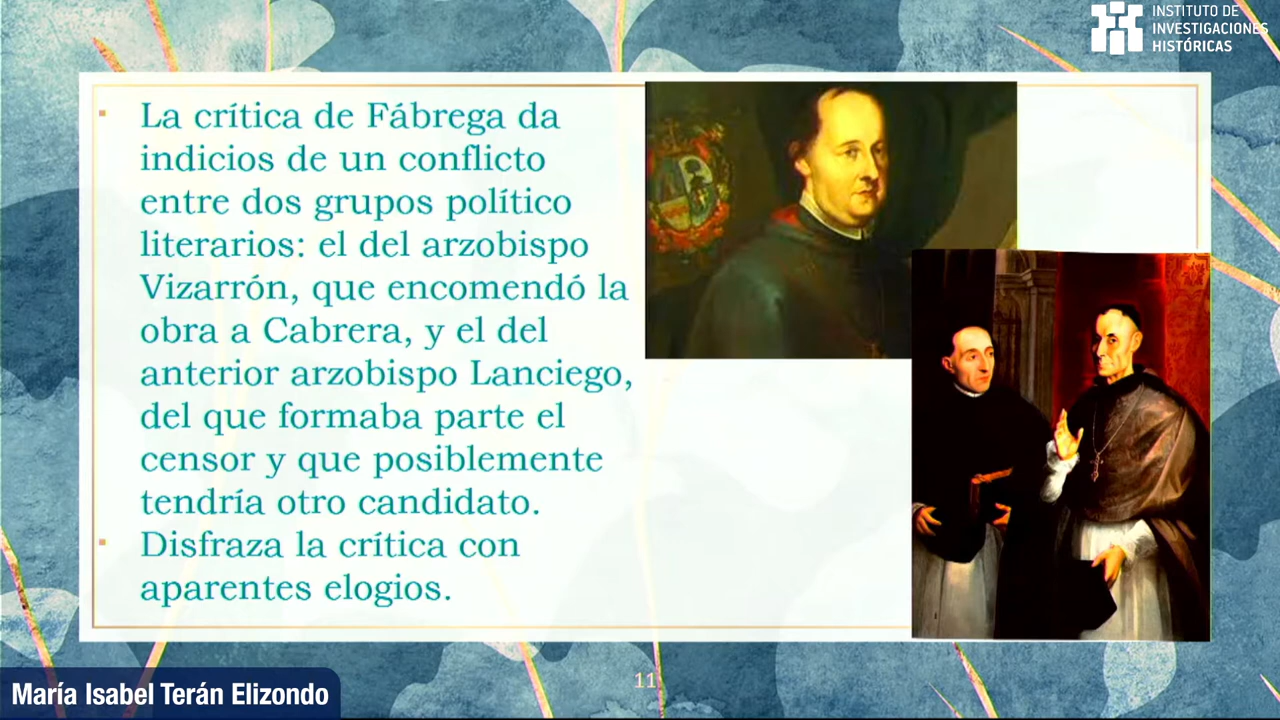 INSTITUTO DE
INVESTIGACIONES
HISTÓRICAS
La crítica de Fábrega da
indicios de un conflicto
entre dos grupos político
literarios: el del arzobispo
Vizarrón, que encomendó la
obra a Cabrera, y el del
anterior arzobispo Lanciego,
del que formaba parte el
censor y que posiblemente
tendría otro candidato.
Disfraza la crítica con
aparentes elogios.
11
María Isabel Terán Elizondo